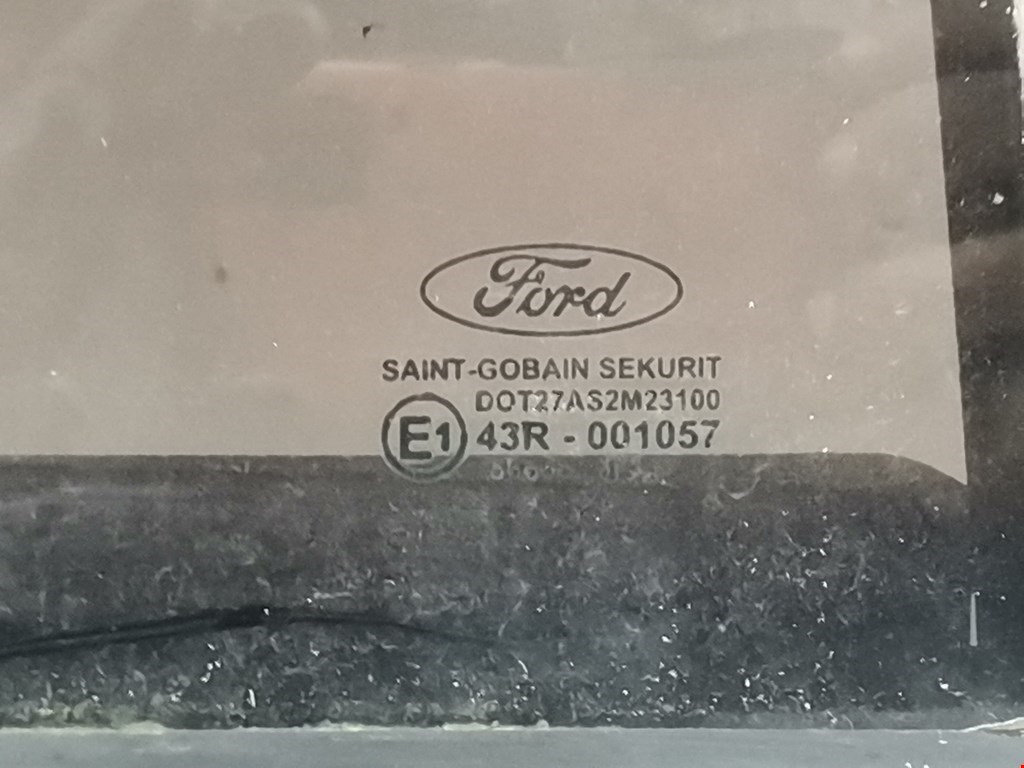 Ford
SAINT-GOBAIN SEKURIT
DOT27AS2M23100
E1 43R - 001057